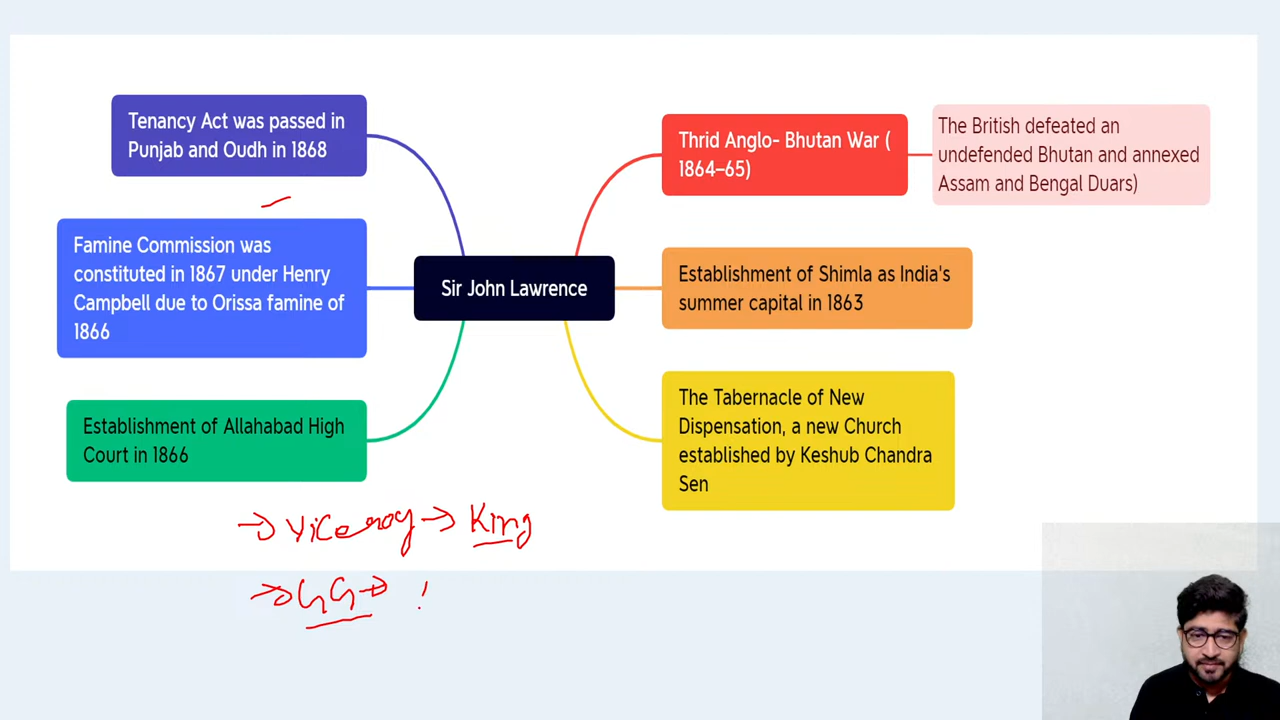 Tenancy Act was passed in
Punjab and Oudh in 1868
Famine Commission was
constituted in 1867 under Henry
Campbell due to Orissa famine of
1866
Establishment of Allahabad High
Court in 1866
Sir John Lawrence
Thrid Anglo- Bhutan War (
1864–65)
The British defeated an
undefended Bhutan and annexed
Assam and Bengal Duars)
Establishment of Shimla as India's
summer capital in 1863
The Tabernacle of New
Dispensation, a new Church
established by Keshub Chandra
Sen
→ Viceroy → King
→ GG →